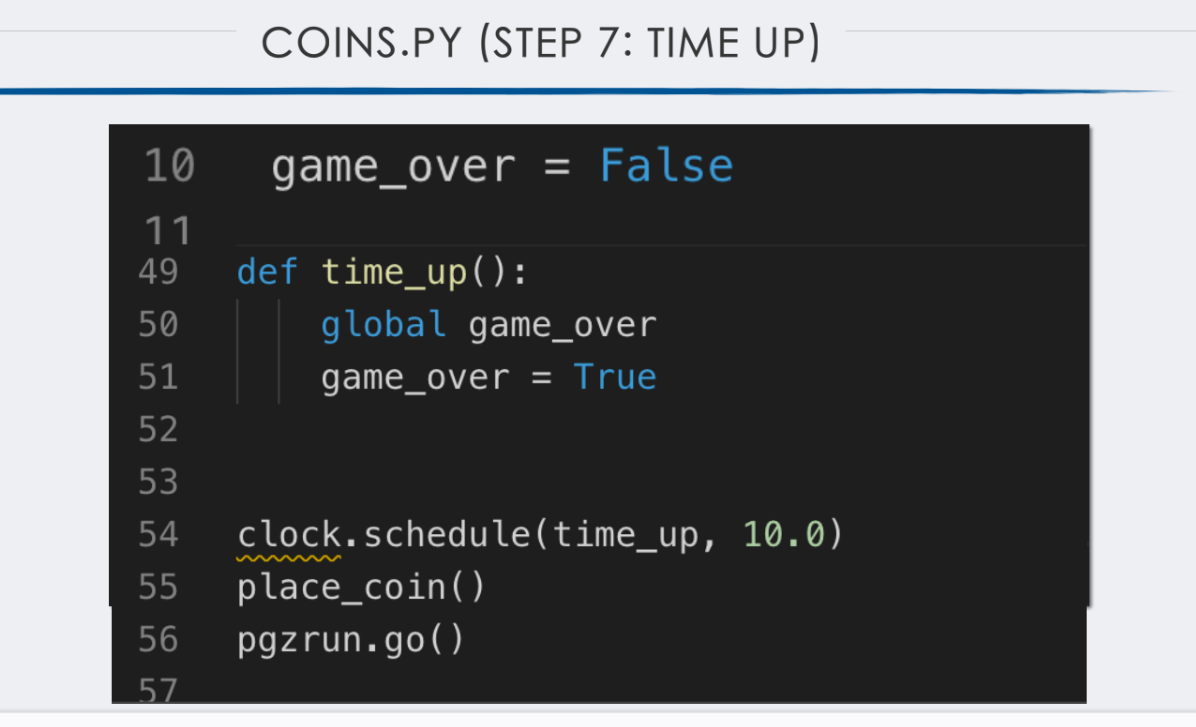 COINS.PY (STEP 7: TIME UP)
10 game_over = False
11
49 def time_up():
50 global game_over
51 game_over = True
52
53
54 clock.schedule(time_up, 10.0)
55 place_coin()
56 pgzrun.go()
57